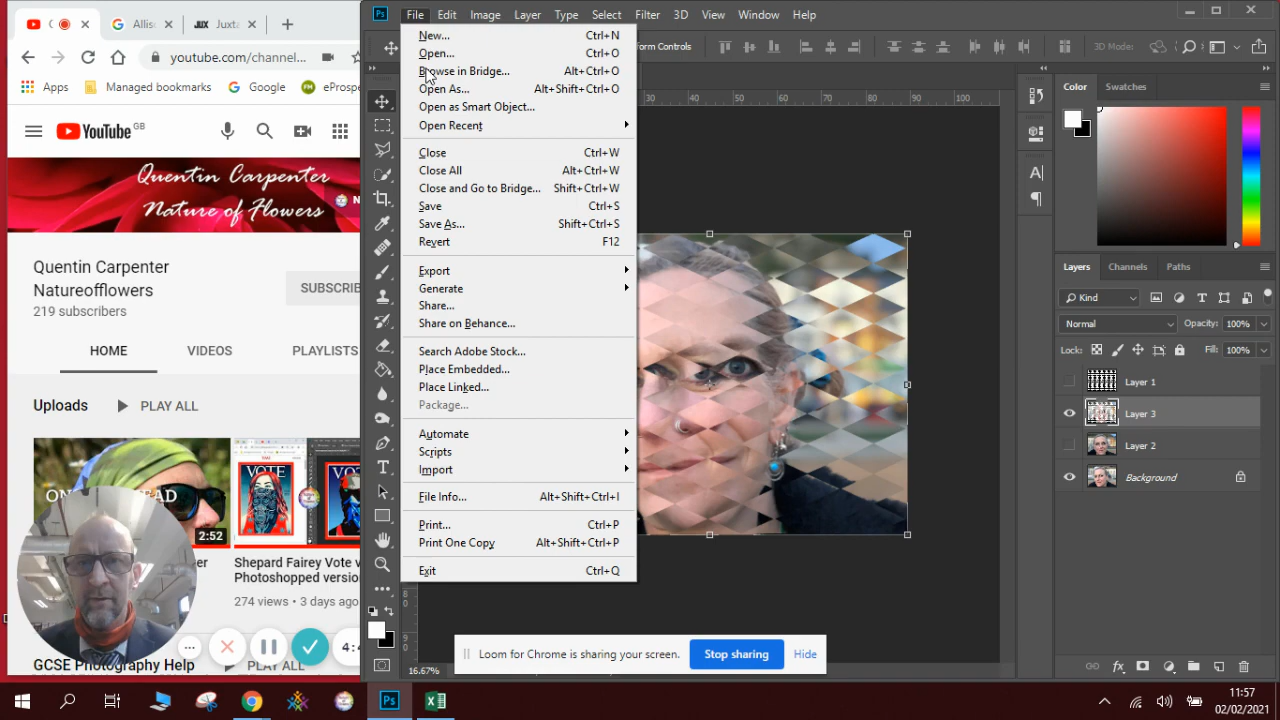 File Edit Image Layer Type Select Filter 3D View Window Help
Allis
JUX Juxta
youtube.com/channel...
form Controls
3D Mode:
Apps Managed bookmarks Google eProspe
YouTube GB
Quentin Carpenter
Nature of Flowers
N
Quentin Carpenter
Natureofflowers
219 subscribers
SUBSCRIB
HOME VIDEOS PLAYLISTS
Uploads PLAY ALL
VOTE
2:52
Shepard Fairey Vote v
Photoshopped versio
274 views • 3 days ago
GCSE Photography Help PLAY ALL
New... Ctrl+N
Open... Ctrl+O
Browse in Bridge... Alt+Ctrl+O
Open As... Alt+Shift+Ctrl+O
Open as Smart Object...
Open Recent
Close Ctrl+W
Close All Alt+Ctrl+W
Close and Go to Bridge... Shift+Ctrl+W
Save Ctrl+S
Save As... Shift+Ctrl+S
Revert F12
Export
Generate
Share...
Share on Behance...
Search Adobe Stock...
Place Embedded...
Place Linked...
Package...
Automate
Scripts
Import
File Info... Alt+Shift+Ctrl+I
Print... Ctrl+P
Print One Copy Alt+Shift+Ctrl+P
Exit Ctrl+Q
30 40 50 60 70 80 90 100
Color Swatches
Layers Channels Paths
Kind
Normal Opacity: 100%
Lock: Fill: 100%
Layer 1
Layer 3
Layer 2
Background
Loom for Chrome is sharing your screen. Stop sharing Hide
16.67%
11:57
02/02/2021